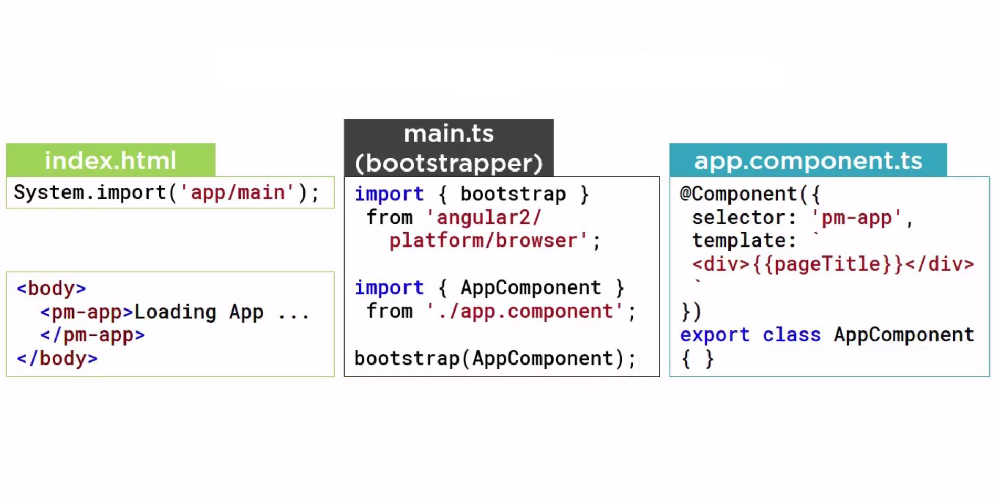 index.html
System.import('app/main');
<body>
<pm-app>Loading App ...
</pm-app>
</body>
main.ts
(bootstrapper)
import { bootstrap }
from 'angular2/
platform/browser';
import { AppComponent }
from './app.component';
bootstrap(AppComponent);
app.component.ts
@Component({
selector: 'pm-app',
template: `
<div>{{pageTitle}}</div>
`
})
export class AppComponent
{ }